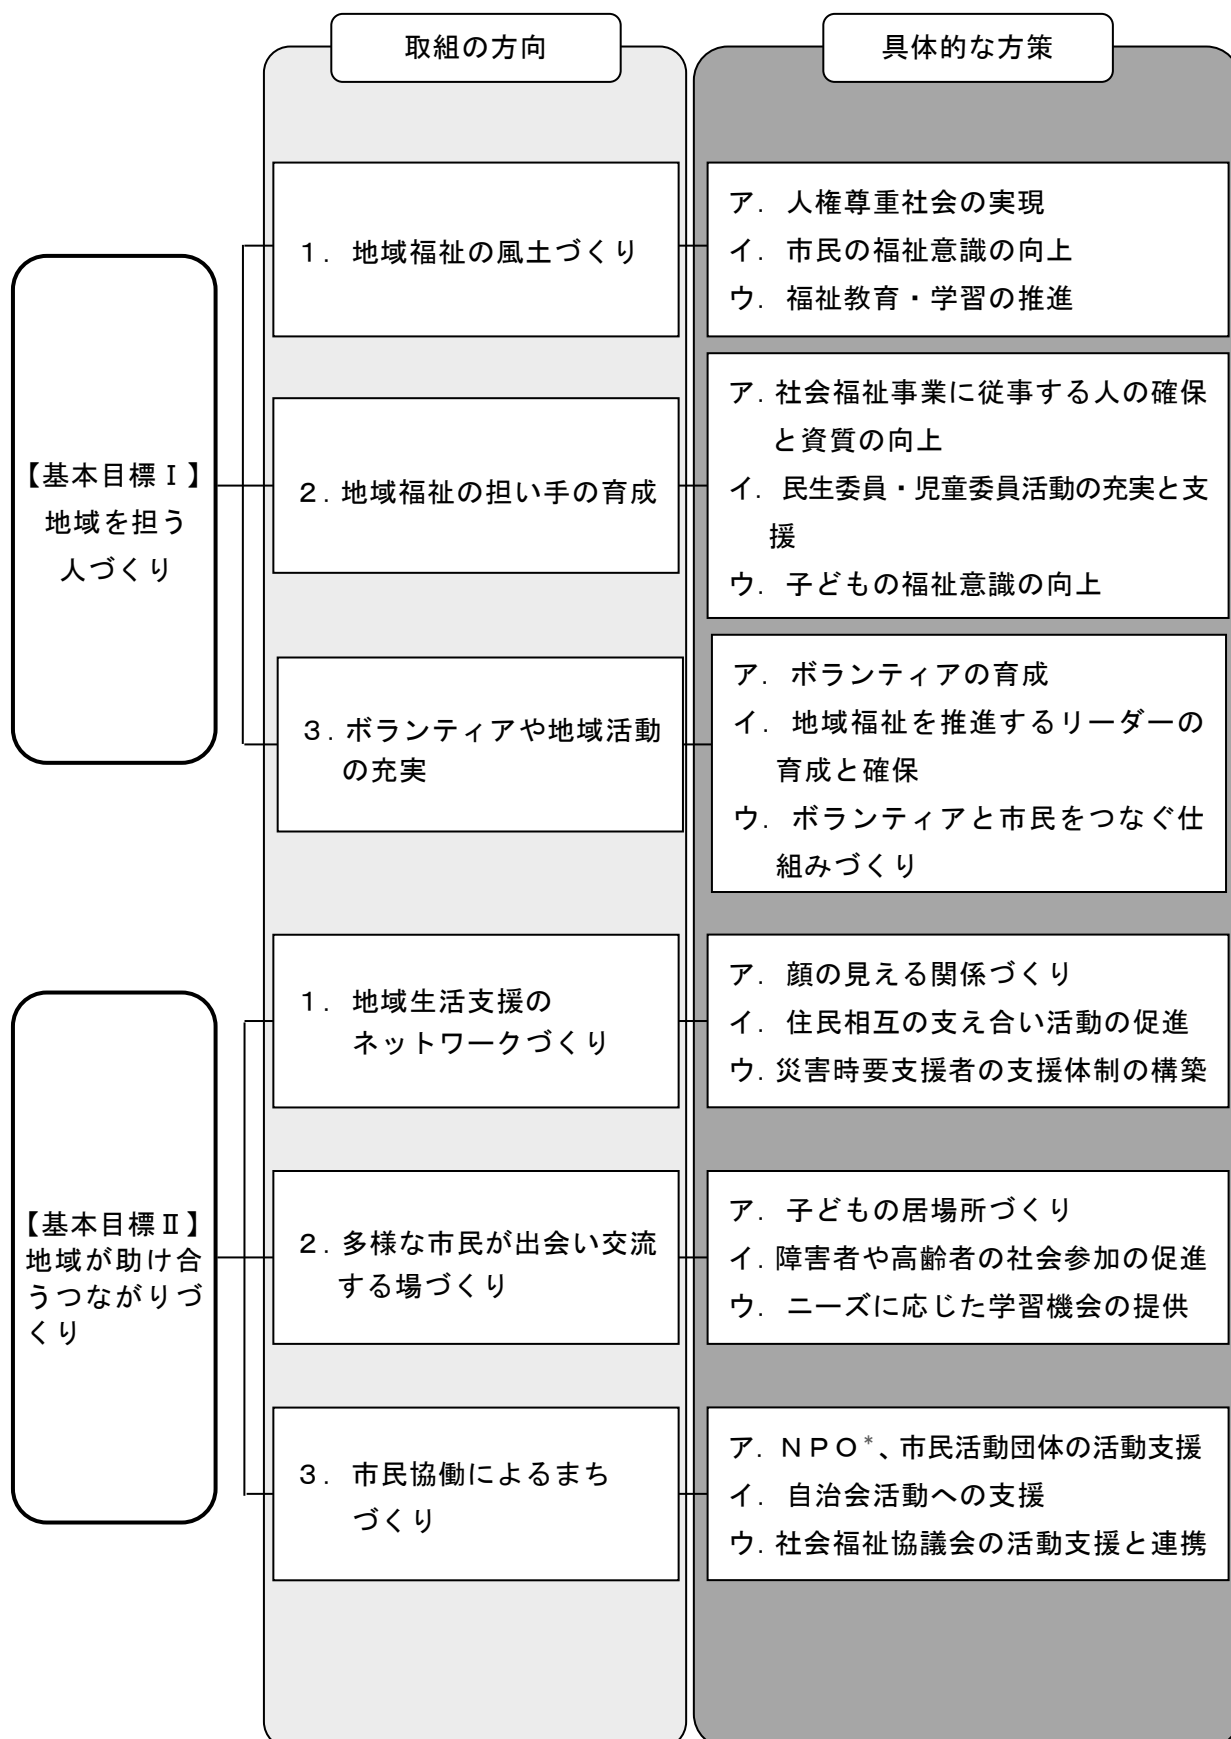 取組の方向
具体的な方策
【基本目標Ⅰ】
地域を担う
人づくり
１. 地域福祉の風土づくり
ア. 人権尊重社会の実現
イ. 市民の福祉意識の向上
ウ. 福祉教育・学習の推進
２. 地域福祉の担い手の育成
ア. 社会福祉事業に従事する人の確保
と資質の向上
イ. 民生委員・児童委員活動の充実と支
援
ウ. 子どもの福祉意識の向上
３. ボランティアや地域活動
の充実
ア. ボランティアの育成
イ. 地域福祉を推進するリーダーの
育成と確保
ウ. ボランティアと市民をつなぐ仕
組みづくり
【基本目標Ⅱ】
地域が助け合
うつながりづ
くり
１. 地域生活支援の
ネットワークづくり
ア. 顔の見える関係づくり
イ. 住民相互の支え合い活動の促進
ウ. 災害時要支援者の支援体制の構築
２. 多様な市民が出会い交流
する場づくり
ア. 子どもの居場所づくり
イ. 障害者や高齢者の社会参加の促進
ウ. ニーズに応じた学習機会の提供
３. 市民協働によるまち
づくり
ア. ＮＰＯ*、市民活動団体の活動支援
イ. 自治会活動への支援
ウ. 社会福祉協議会の活動支援と連携